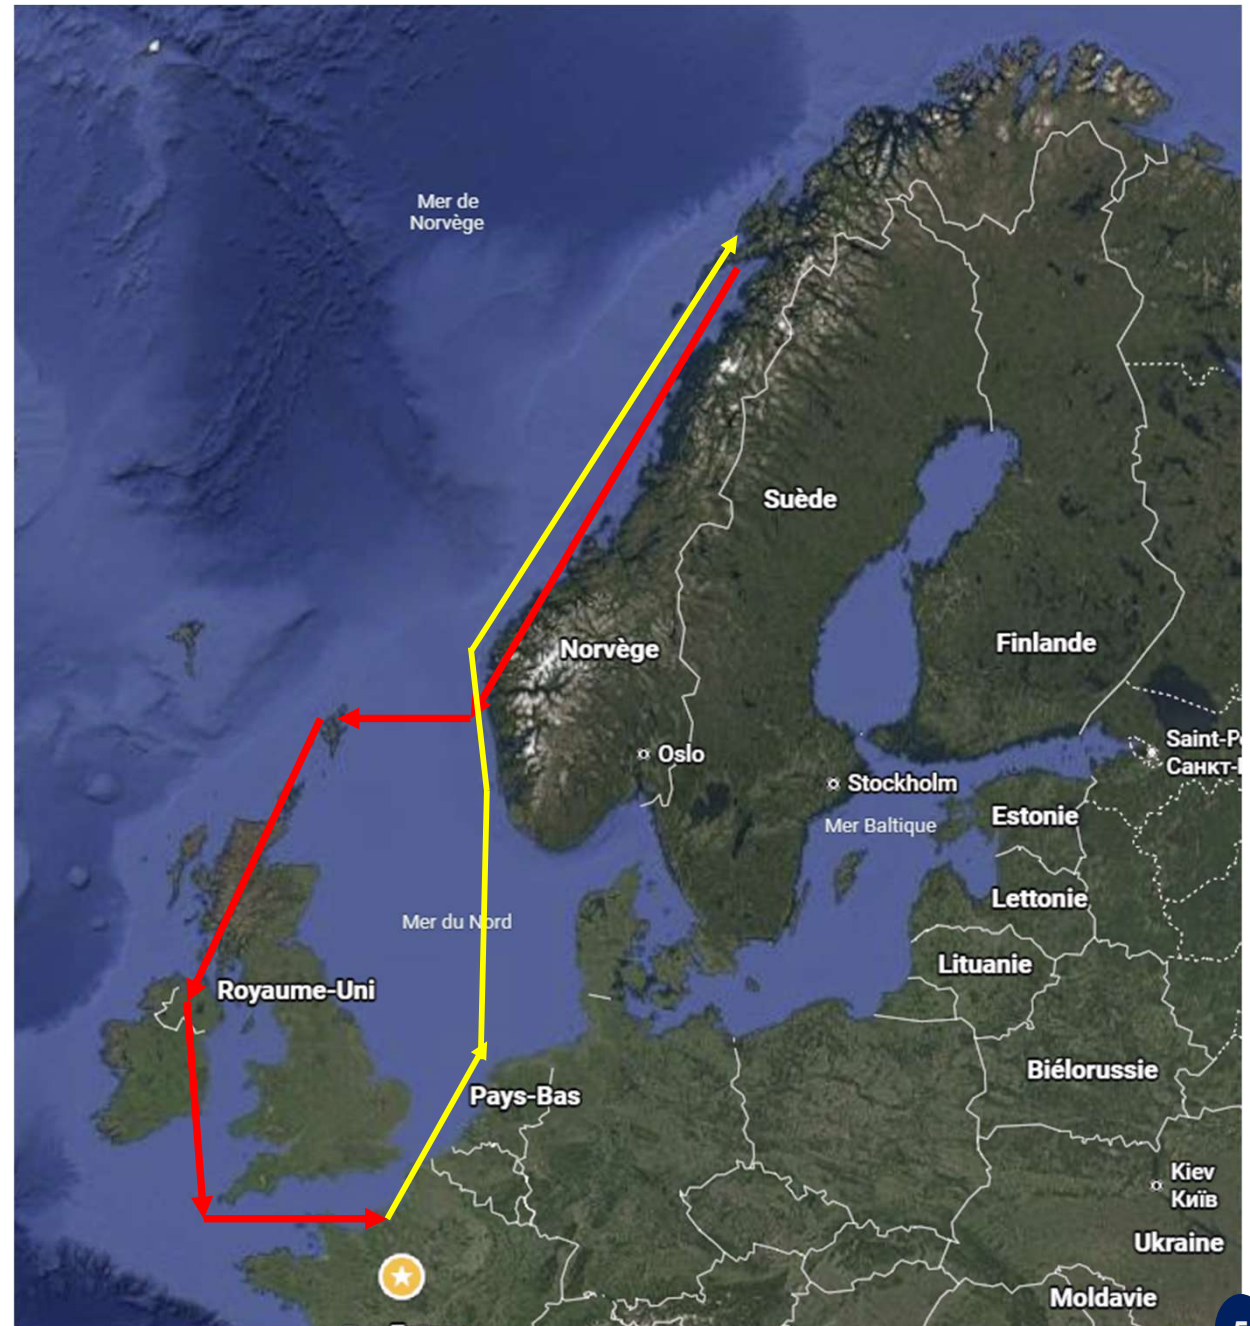 Mer de
Norvège
Suède
Norvège
Finlande
Oslo
Saint-P
Санкт-
Stockholm
Estonie
Mer Baltique
Lettonie
Mer du Nord
Lituanie
Royaume-Uni
Biélorussie
Pays-Bas
Kiev
Київ
Ukraine
Moldavie